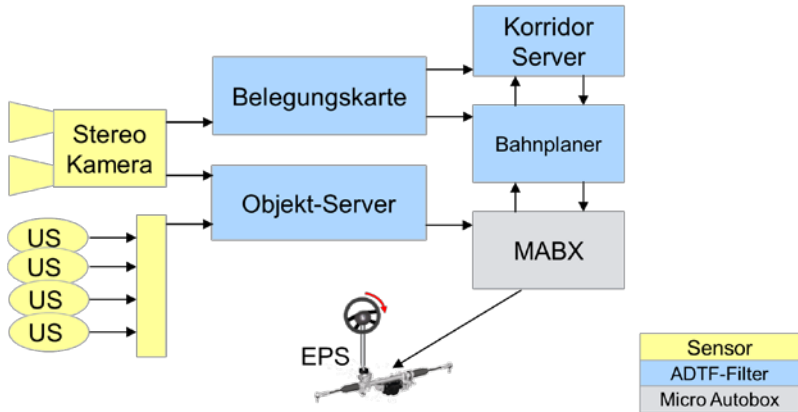 Korridor
Server
Belegungskarte
Stereo
Kamera
Bahnplaner
Objekt-Server
US
US
US
US
MABX
EPS
Sensor
ADTF-Filter
Micro Autobox